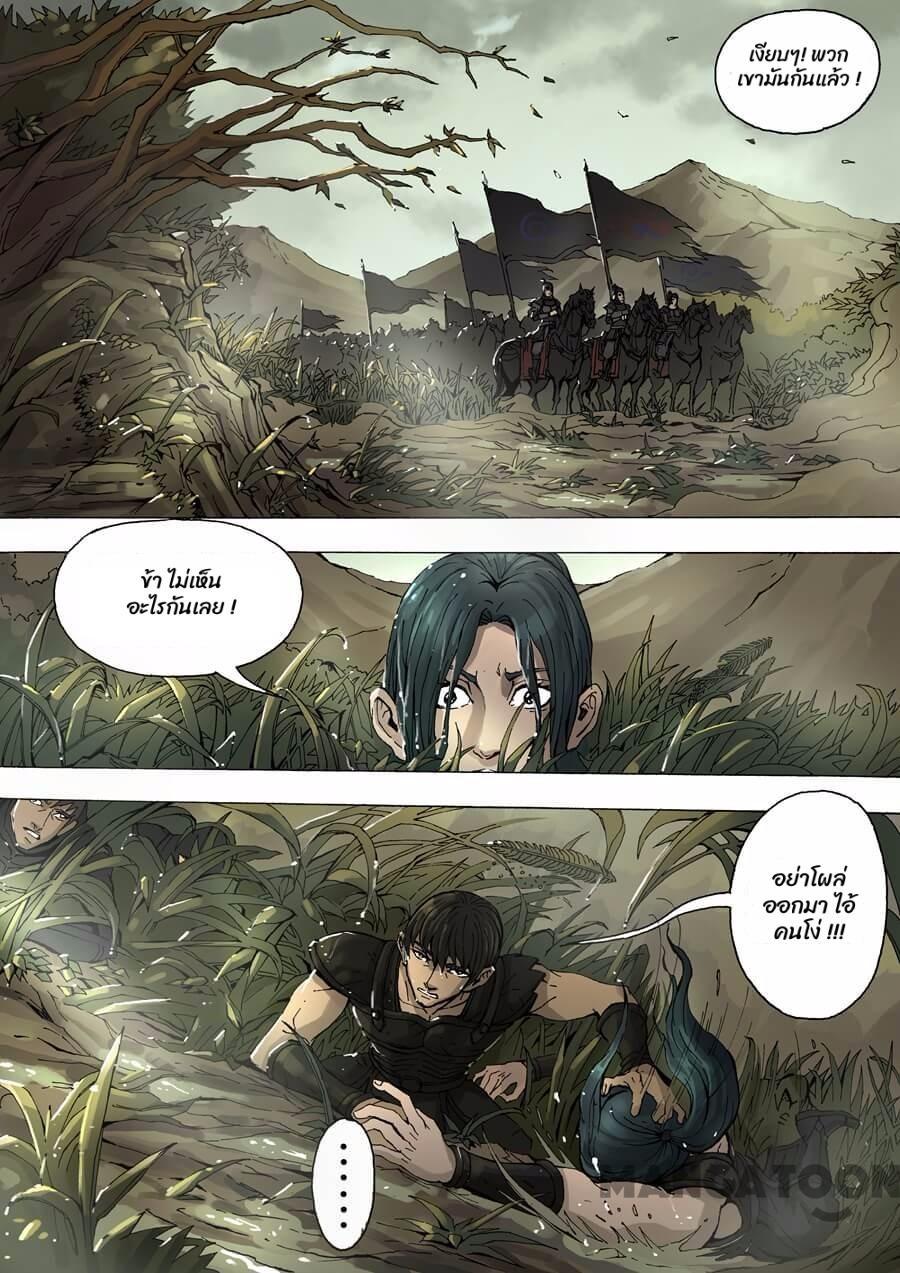 เงียบๆ! พวก
เขามันกันแล้ว !
ข้า ไม่เห็น
อะไรกันเลย !
อย่าโผล่
ออกมา ไอ้
คนโง่ !!!
......
MANGATOON